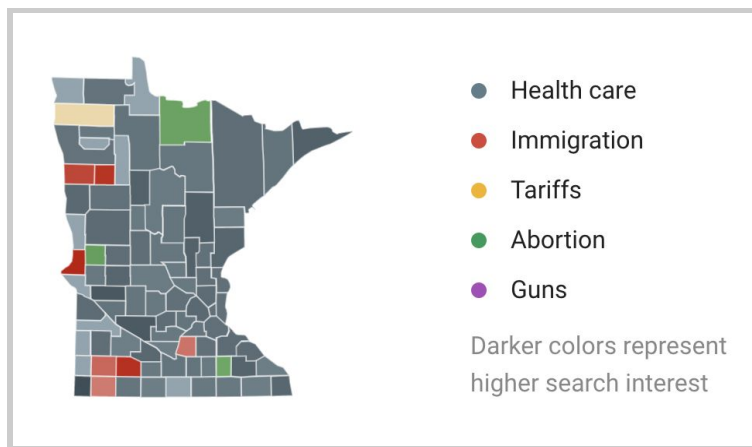 Health care
Immigration
Tariffs
Abortion
Guns
Darker colors represent
higher search interest